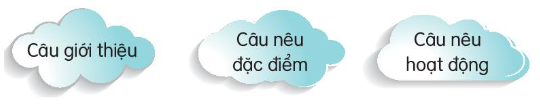 Câu giới thiệu
Câu nêu
đặc điểm
Câu nêu
hoạt động